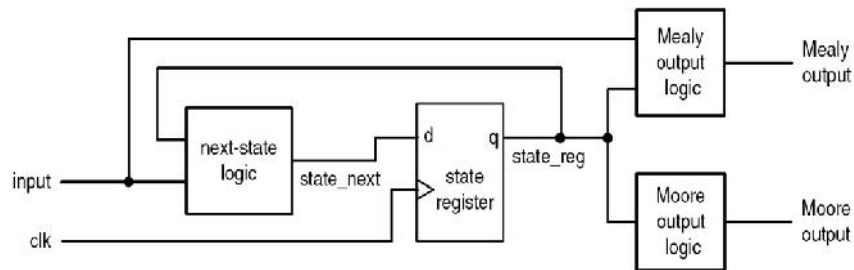 Mealy
output
logic
Mealy
output
next-state
logic
d
q
state_next
state_reg
state
register
input
clk
Moore
output
logic
Moore
output